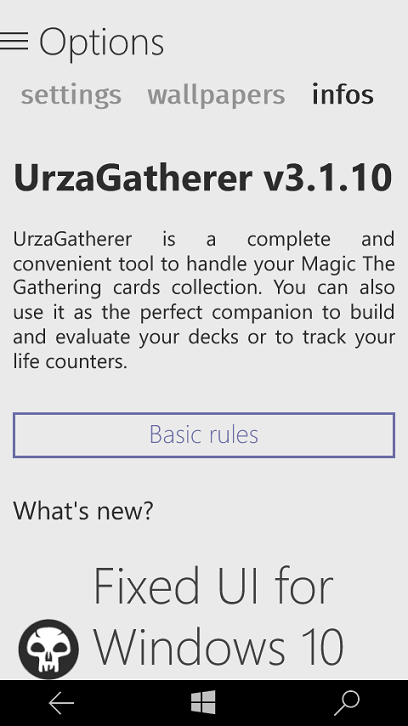 Options
settings wallpapers infos
UrzaGatherer v3.1.10
UrzaGatherer is a complete and
convenient tool to handle your Magic The
Gathering cards collection. You can also
use it as the perfect companion to build
and evaluate your decks or to track your
life counters.
Basic rules
What's new?
Fixed UI for
Windows 10